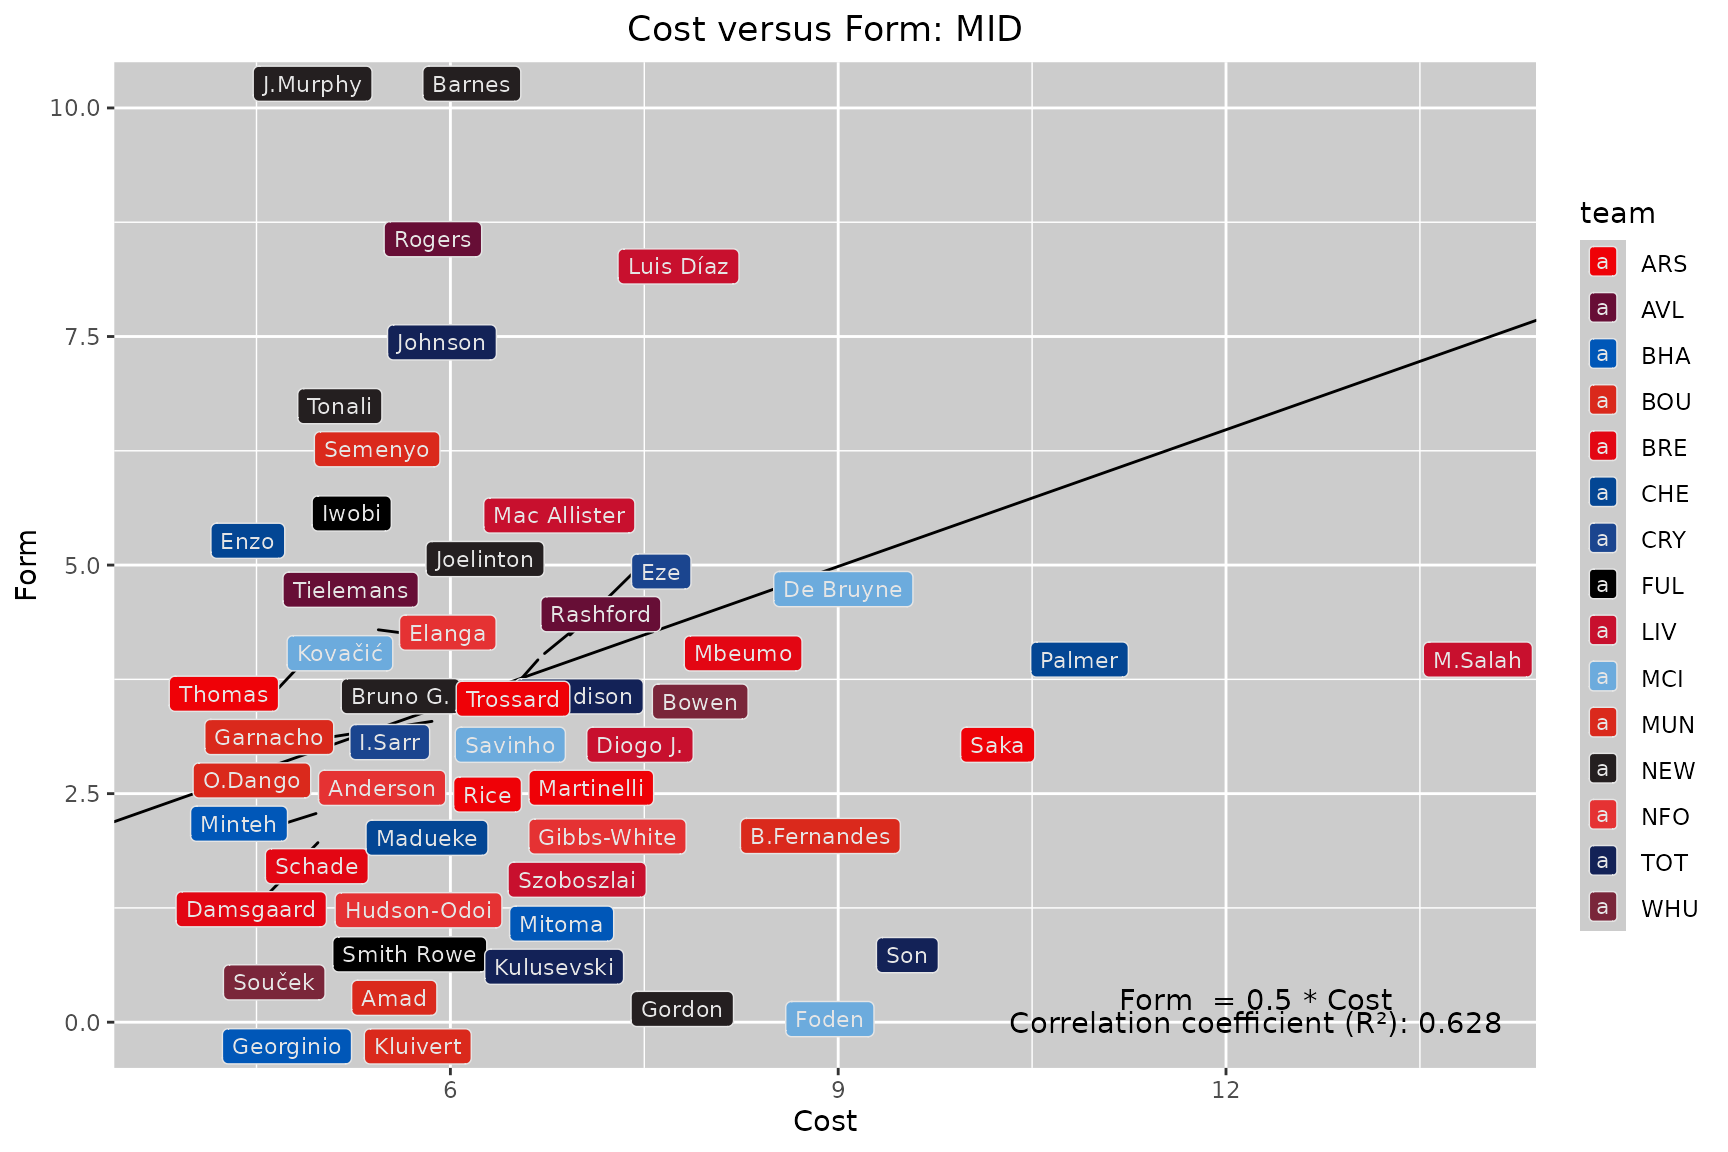 Cost versus Form: MID
J.Murphy
Barnes
10.0
Rogers
Luis Díaz
7.5
Johnson
Tonali
Semenyo
Iwobi
Mac Allister
Enzo
Joelinton
5.0
Eze
Tielemans
De Bruyne
Rashford
Elanga
Kovačić
Mbeumo
Palmer
M.Salah
Thomas
Bruno G.
Trossard
dison
Bowen
Garnacho
I.Sarr
Savinho
Diogo J.
Saka
O.Dango
Anderson
Rice
Martinelli
2.5
Minteh
Madueke
Gibbs-White
B.Fernandes
Schade
Szoboszlai
Damsgaard
Hudson-Odoi
Mitoma
Smith Rowe
Kulusevski
Son
Souček
Amad
Gordon
Foden
Form  = 0.5 * Cost
Correlation coefficient (R²): 0.628
0.0
Georginio
Kluivert
6
9
12
Cost
Form
team
a ARS
a AVL
a BHA
a BOU
a BRE
a CHE
a CRY
a FUL
a LIV
a MCI
a MUN
a NEW
a NFO
a TOT
a WHU